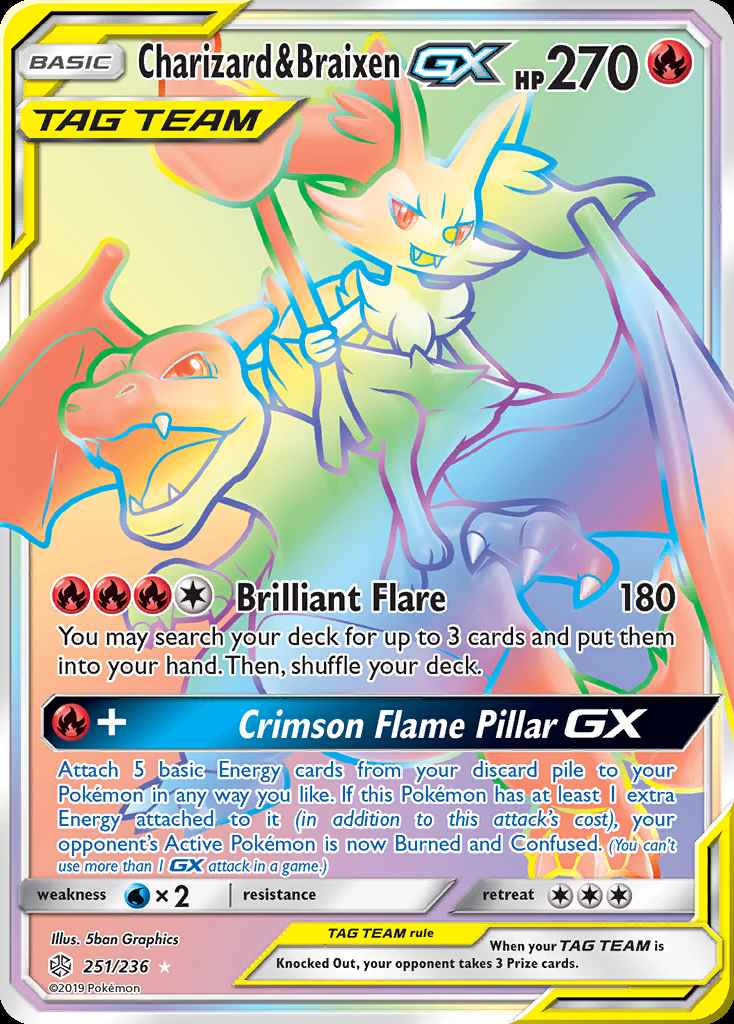 BASIC Charizard&Braixen GX HP270
TAG TEAM
Brilliant Flare 180
You may search your deck for up to 3 cards and put them
into your hand. Then, shuffle your deck.
+ Crimson Flame Pillar GX
Attach 5 basic Energy cards from your discard pile to your
Pokémon in any way you like. If this Pokémon has at least 1 extra
Energy attached to it (in addition to this attack's cost), your
opponent's Active Pokémon is now Burned and Confused. (You can't
use more than 1 GX attack in a game.)
weakness ×2 resistance retreat
Illus. 5ban Graphics
251/236
©2019 Pokémon
TAG TEAM rule
When your TAG TEAM is
Knocked Out, your opponent takes 3 Prize cards.